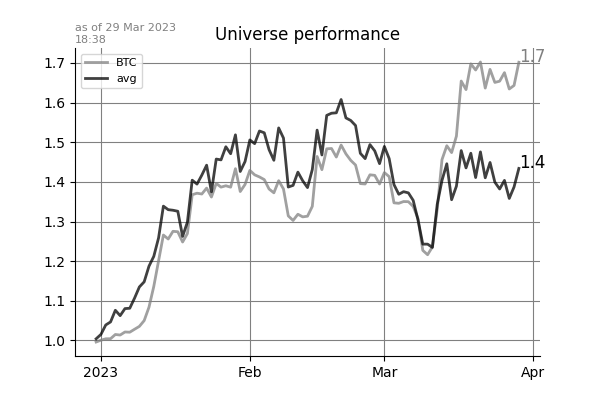 as of 29 Mar 2023
18:38
Universe performance
BTC
avg
1.7
1.6
1.5
1.4
1.3
1.2
1.1
1.0
1.7
1.4
2023
Feb
Mar
Apr